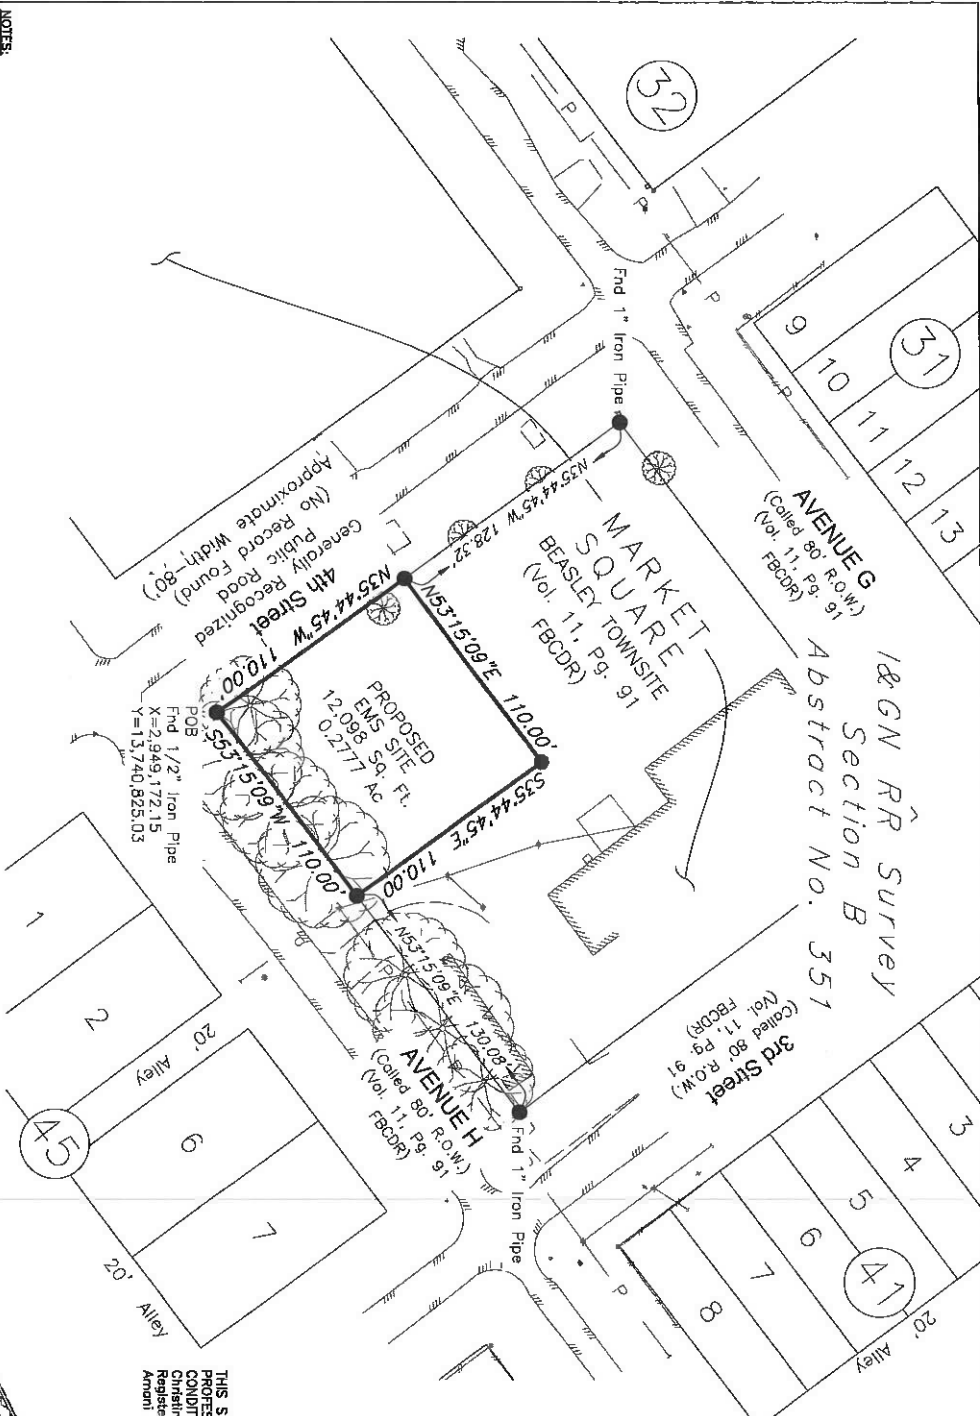 NOTES:
32
31
9
10
11
12
13
P
P
P
P
Fnd 1" Iron Pipe
AVENUE G
(Called 80' R.O.W.)
(Vol. 11, Pg. 91
FBCDR)
I&GN RR Survey
Section B
Abstract No. 351
MARKET
SQUARE
BEASLEY TOWNSITE
(Vol. 11, Pg. 91
FBCDR)
N35°44'45"W 128.32'
N53°15'09"E 110.00'
S35°44'45"E 110.00
S53°15'09"W 110.00'
N35°44'45"W 110.00'
PROPOSED
EMS SITE
12,098 Sq. Ft.
0.2777 Ac
4th Street
Generally Recognized
Public Road
(No Record Found)
Approximate Width-80')
POB
Fnd 1/2" Iron Pipe
X=2,949,172.15
Y=13,740,825.03
N53°15'09"E 130.08'
P
P
AVENUE H
(Called 80' R.O.W.)
(Vol. 11, Pg. 91
FBCDR)
Fnd 1" Iron Pipe
3rd Street
(Called 80' R.O.W.)
(Vol. 11, Pg. 91
FBCDR)
3
4
5
6
7
8
41
20'
Alley
P
1
2
20'
Alley
6
7
45
20'
Alley
THIS S
PROFES
CONDIT
Christin
Registe
Amani